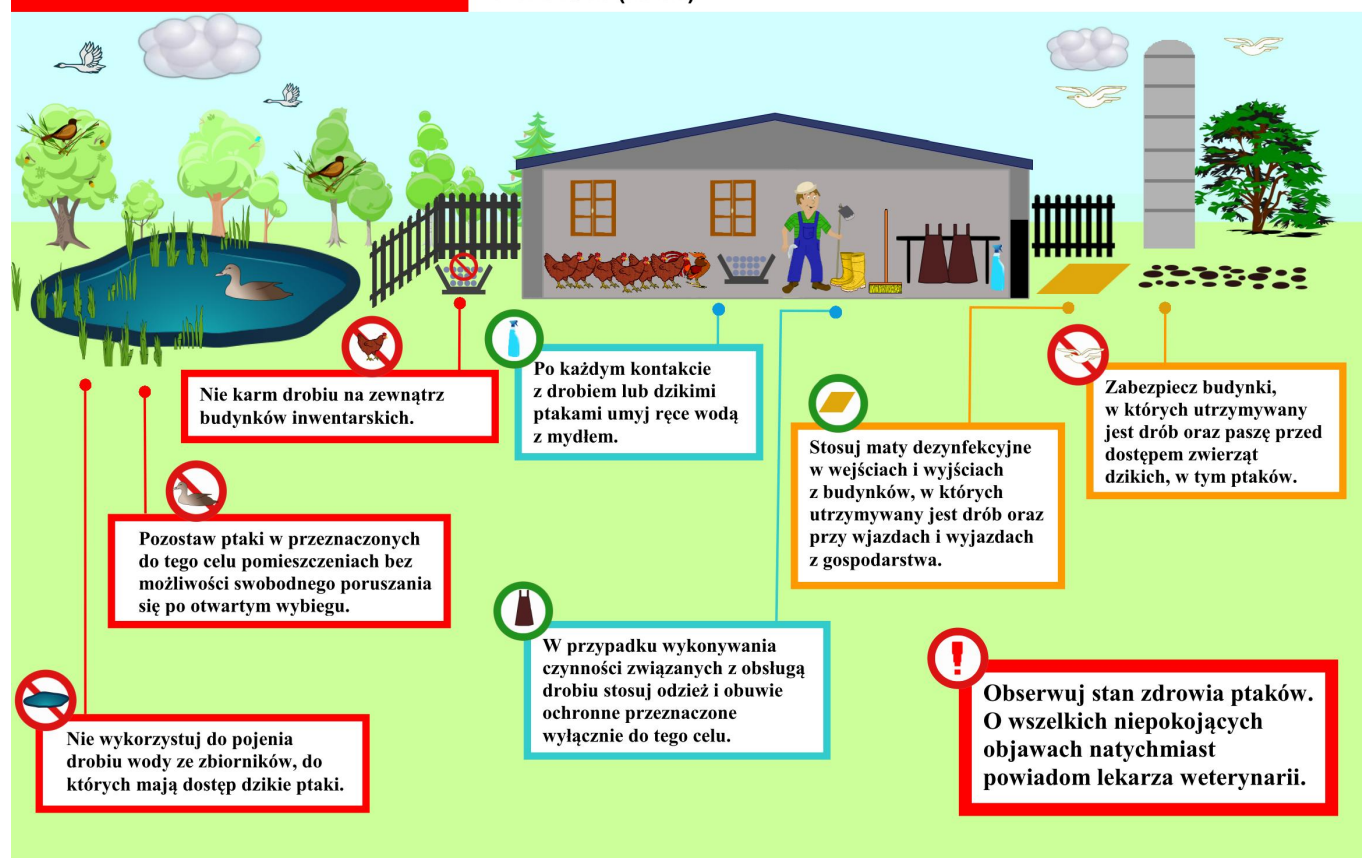 Nie karm drobiu na zewnątrz
budynków inwentarskich.
Po każdym kontakcie
z drobiem lub dzikimi
ptakami umyj ręce wodą
z mydłem.
Stosuj maty dezynfekcyjne
w wejściach i wyjściach
z budynków, w których
utrzymywany jest drób oraz
przy wjazdach i wyjazdach
z gospodarstwa.
Zabezpiecz budynki,
w których utrzymywany
jest drób oraz paszę przed
dostępem zwierząt
dzikich, w tym ptaków.
Pozostaw ptaki w przeznaczonych
do tego celu pomieszczeniach bez
możliwości swobodnego poruszania
się po otwartym wybiegu.
W przypadku wykonywania
czynności związanych z obsługą
drobiu stosuj odzież i obuwie
ochronne przeznaczone
wyłącznie do tego celu.
Nie wykorzystuj do pojenia
drobiu wody ze zbiorników, do
których mają dostęp dzikie ptaki.
!
Obserwuj stan zdrowia ptaków.
O wszelkich niepokojących
objawach natychmiast
powiadom lekarza weterynarii.